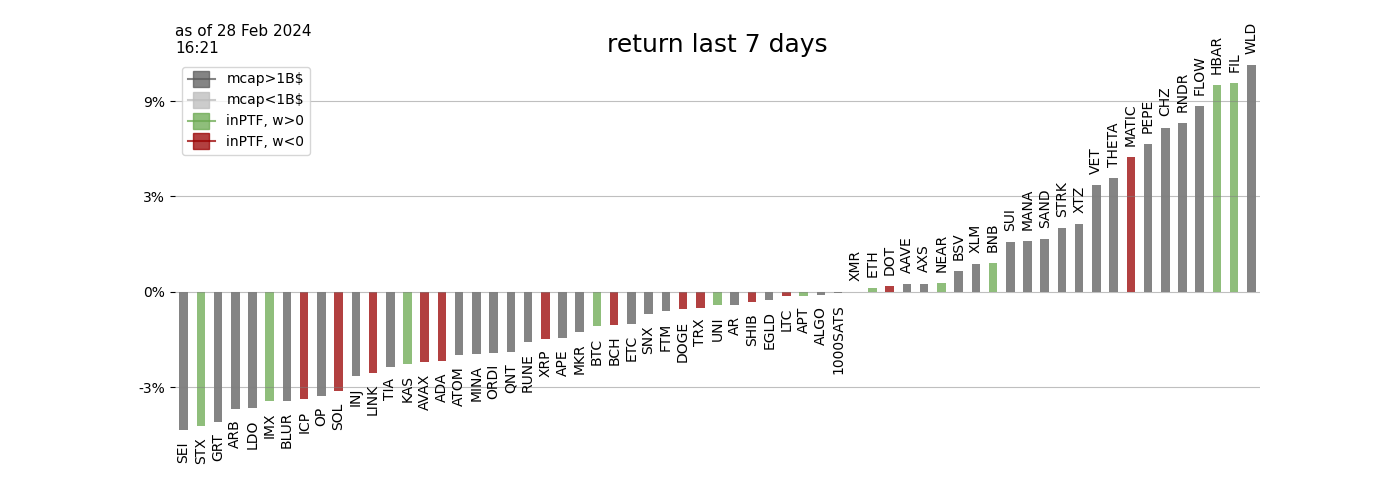 as of 28 Feb 2024
16:21
return last 7 days
mcap>1B$
mcap<1B$
inPTF, w>0
inPTF, w<0
9%
3%
0%
-3%
SEI
STX
GRT
ARB
LDO
IMX
BLUR
ICP
OP
SOL
INJ
LINK
TIA
KAS
AVAX
ADA
ATOM
MINA
ORDI
QNT
RUNE
XRP
APE
MKR
BTC
BCH
ETC
SNX
FTM
DOGE
TRX
UNI
AR
SHIB
EGLD
LTC
APT
ALGO
1000SATS
XMR
ETH
DOT
AAVE
AXS
NEAR
BSV
XLM
BNB
SUI
MANA
SAND
STRK
XTZ
VET
THETA
MATIC
PEPE
CHZ
RNDR
FLOW
HBAR
FIL
WLD